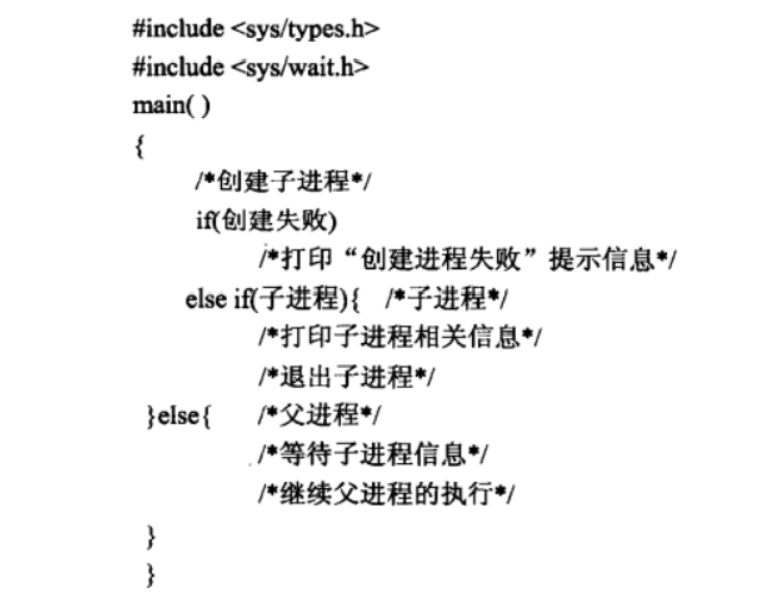 #include <sys/types.h>
#include <sys/wait.h>
main( )
{
/*创建子进程*/
if(创建失败)
/*打印“创建进程失败”提示信息*/
else if(子进程){ /*子进程*/
/*打印子进程相关信息*/
/*退出子进程*/
}else{ /*父进程*/
/*等待子进程信息*/
/*继续父进程的执行*/
}
}